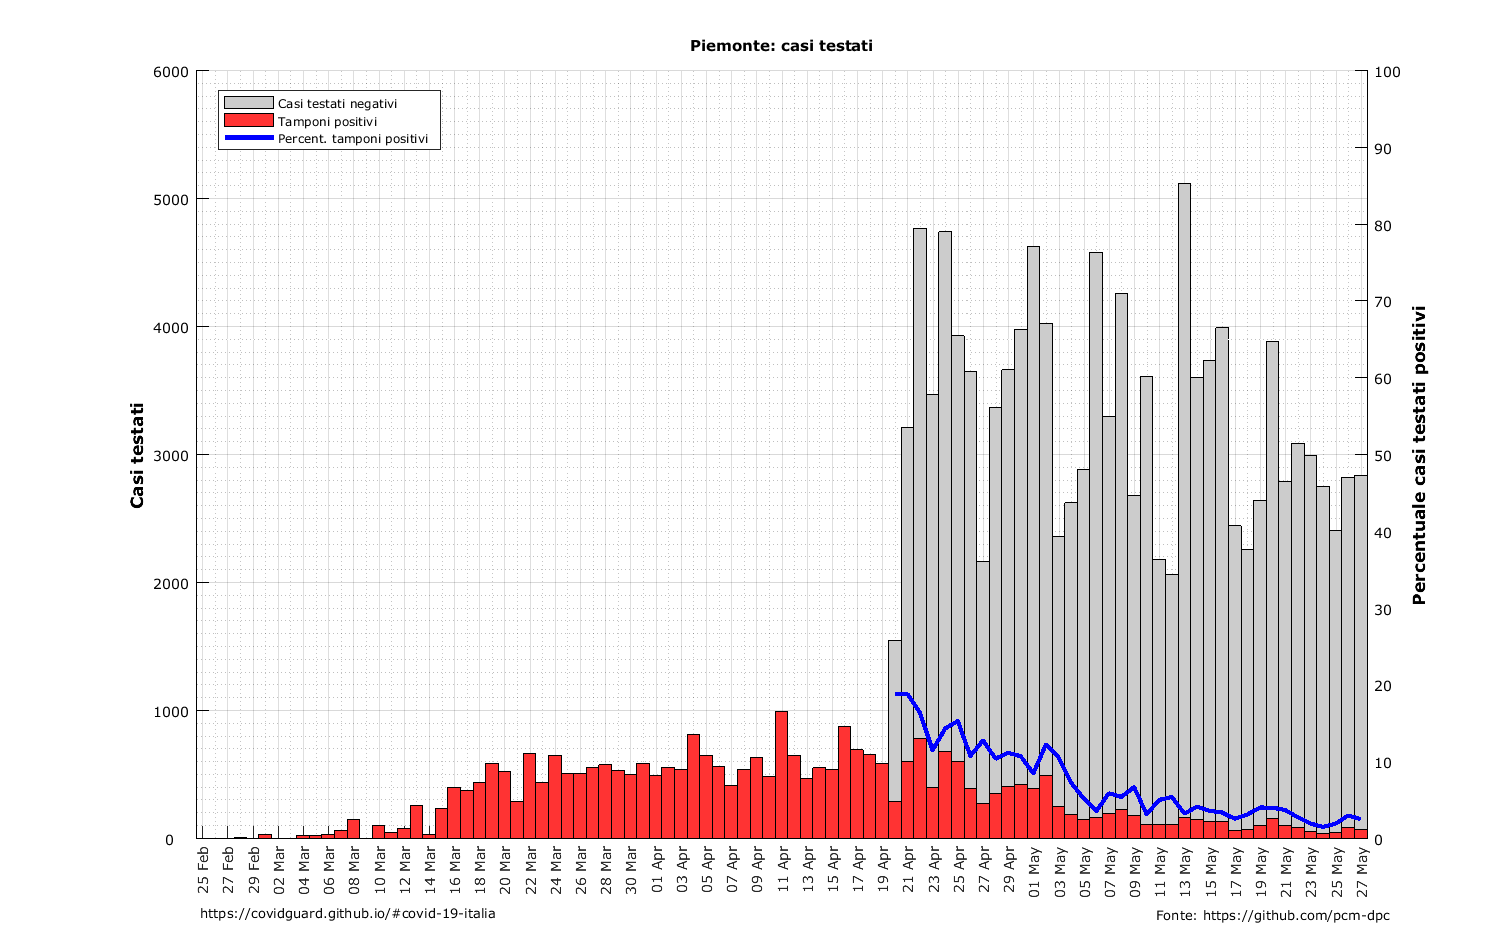 Piemonte: casi testati
Casi testati negativi
Tamponi positivi
Percent. tamponi positivi
Casi testati
6000
5000
4000
3000
2000
1000
0
Percentuale casi testati positivi
100
90
80
70
60
50
40
30
20
10
0
25 Feb
27 Feb
29 Feb
02 Mar
04 Mar
06 Mar
08 Mar
10 Mar
12 Mar
14 Mar
16 Mar
18 Mar
20 Mar
22 Mar
24 Mar
26 Mar
28 Mar
30 Mar
01 Apr
03 Apr
05 Apr
07 Apr
09 Apr
11 Apr
13 Apr
15 Apr
17 Apr
19 Apr
21 Apr
23 Apr
25 Apr
27 Apr
29 Apr
01 May
03 May
05 May
07 May
09 May
11 May
13 May
15 May
17 May
19 May
21 May
23 May
25 May
27 May
https://covidguard.github.io/#covid-19-italia
Fonte: https://github.com/pcm-dpc